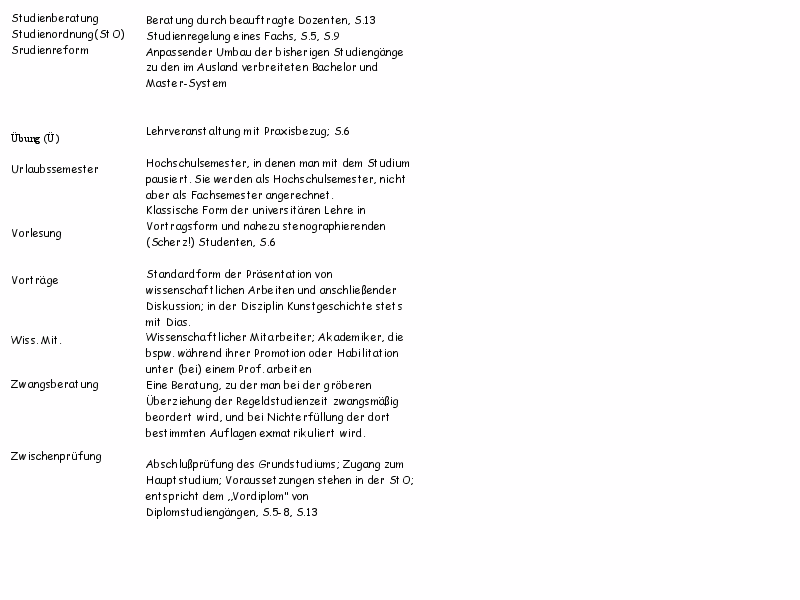 Studienberatung Beratung durch beauftragte Dozenten, S.13
Studienordnung(StO) Studienregelung eines Fachs, S.5, S.9
Srudienreform Anpassender Umbau der bisherigen Studiengänge
zu den im Ausland verbreiteten Bachelor und
Master-System
Übung (Ü) Lehrveranstaltung mit Praxisbezug; S.6
Urlaubssemester Hochschulsemester, in denen man mit dem Studium
pausiert. Sie werden als Hochschulsemester, nicht
aber als Fachsemester angerechnet.
Vorlesung Klassische Form der universitären Lehre in
Vortragsform und nahezu stenographierenden
(Scherz!) Studenten, S.6
Vorträge Standardform der Präsentation von
wissenschaftlichen Arbeiten und anschließender
Diskussion; in der Disziplin Kunstgeschichte stets
mit Dias.
Wiss. Mit. Wissenschaftlicher Mitarbeiter; Akademiker, die
bspw. während ihrer Promotion oder Habilitation
unter (bei) einem Prof. arbeiten
Zwangsberatung Eine Beratung, zu der man bei der gröberen
Überziehung der Regeldstudienzeit zwangsmäßig
beordert wird, und bei Nichterfüllung der dort
bestimmten Auflagen exmatrikuliert wird.
Zwischenprüfung Abschlußprüfung des Grundstudiums; Zugang zum
Hauptstudium; Voraussetzungen stehen in der StO;
entspricht dem ,,Vordiplom" von
Diplomstudiengängen, S.5-8, S.13